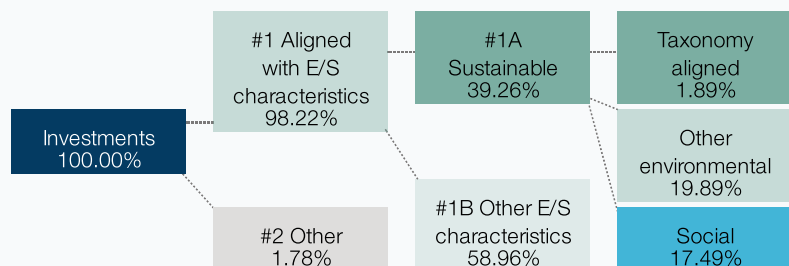 Investments
100.00%
#1 Aligned
with E/S
characteristics
98.22%
#2 Other
1.78%
#1A
Sustainable
39.26%
#1B Other E/S
characteristics
58.96%
Taxonomy
aligned
1.89%
Other
environmental
19.89%
Social
17.49%